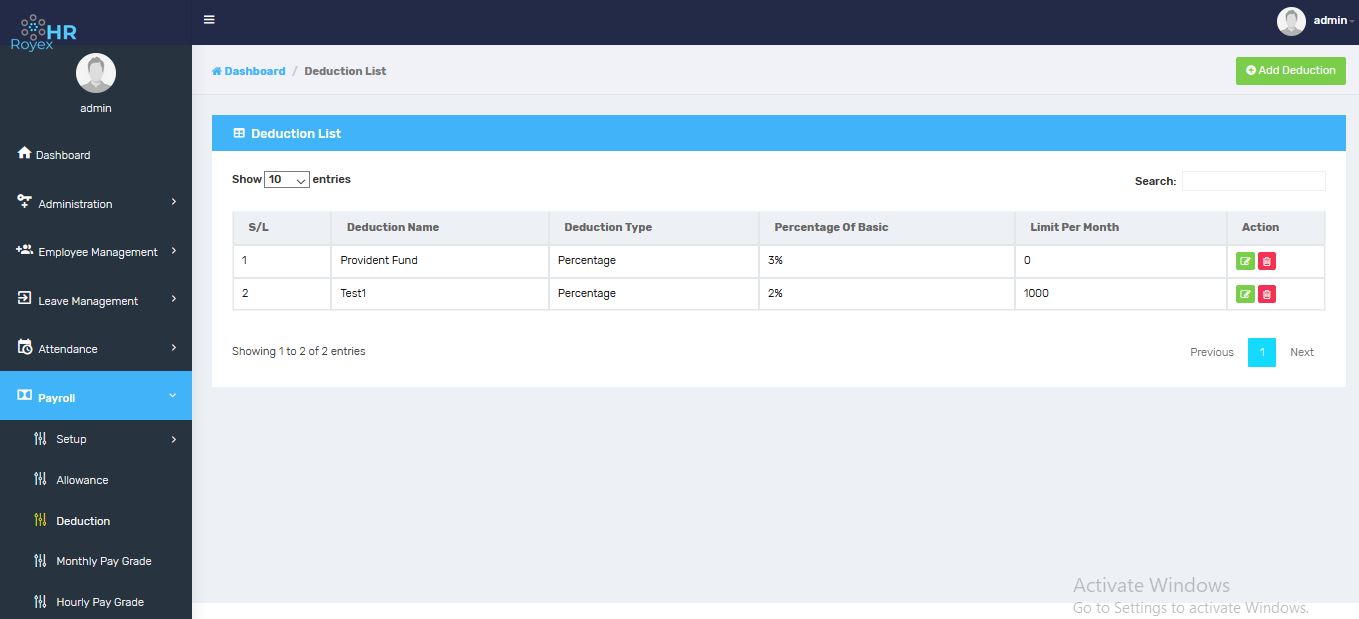 HR
Royex
admin
admin
Dashboard / Deduction List
Add Deduction
Dashboard
Administration
Employee Management
Leave Management
Attendance
Payroll
Setup
Allowance
Deduction
Monthly Pay Grade
Hourly Pay Grade
Deduction List
Show 10 entries
Search:
S/L Deduction Name Deduction Type Percentage Of Basic Limit Per Month Action
1 Provident Fund Percentage 3% 0
2 Test1 Percentage 2% 1000
Showing 1 to 2 of 2 entries
Previous 1 Next
Activate Windows
Go to Settings to activate Windows.